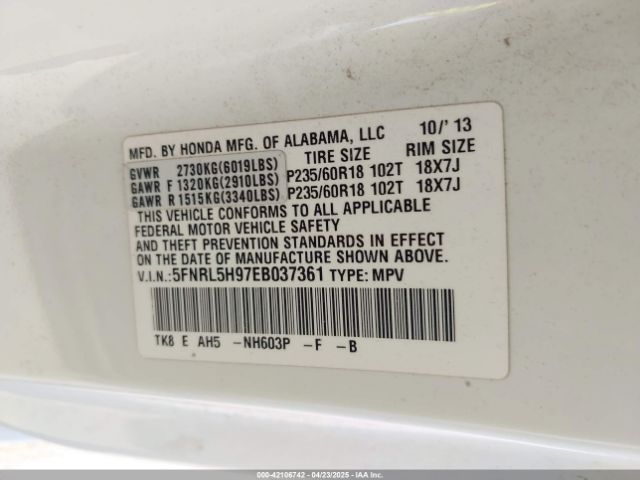 MFD. BY HONDA MFG. OF ALABAMA, LLC 10/'13
TIRE SIZE RIM SIZE
GVWR 2730KG(6019LBS)
GAWR F 1320KG(2910LBS) P235/60R18 102T 18X7J
GAWR R 1515KG(3340LBS) P235/60R18 102T 18X7J
THIS VEHICLE CONFORMS TO ALL APPLICABLE
FEDERAL MOTOR VEHICLE SAFETY
AND THEFT PREVENTION STANDARDS IN EFFECT
ON THE DATE OF MANUFACTURE SHOWN ABOVE.
V.I.N.:5FNRL5H97EB037361 TYPE: MPV
TK8 E AH5 -NH603P -F -B
000-42106742 - 04/23/2025 - IAAI.COM